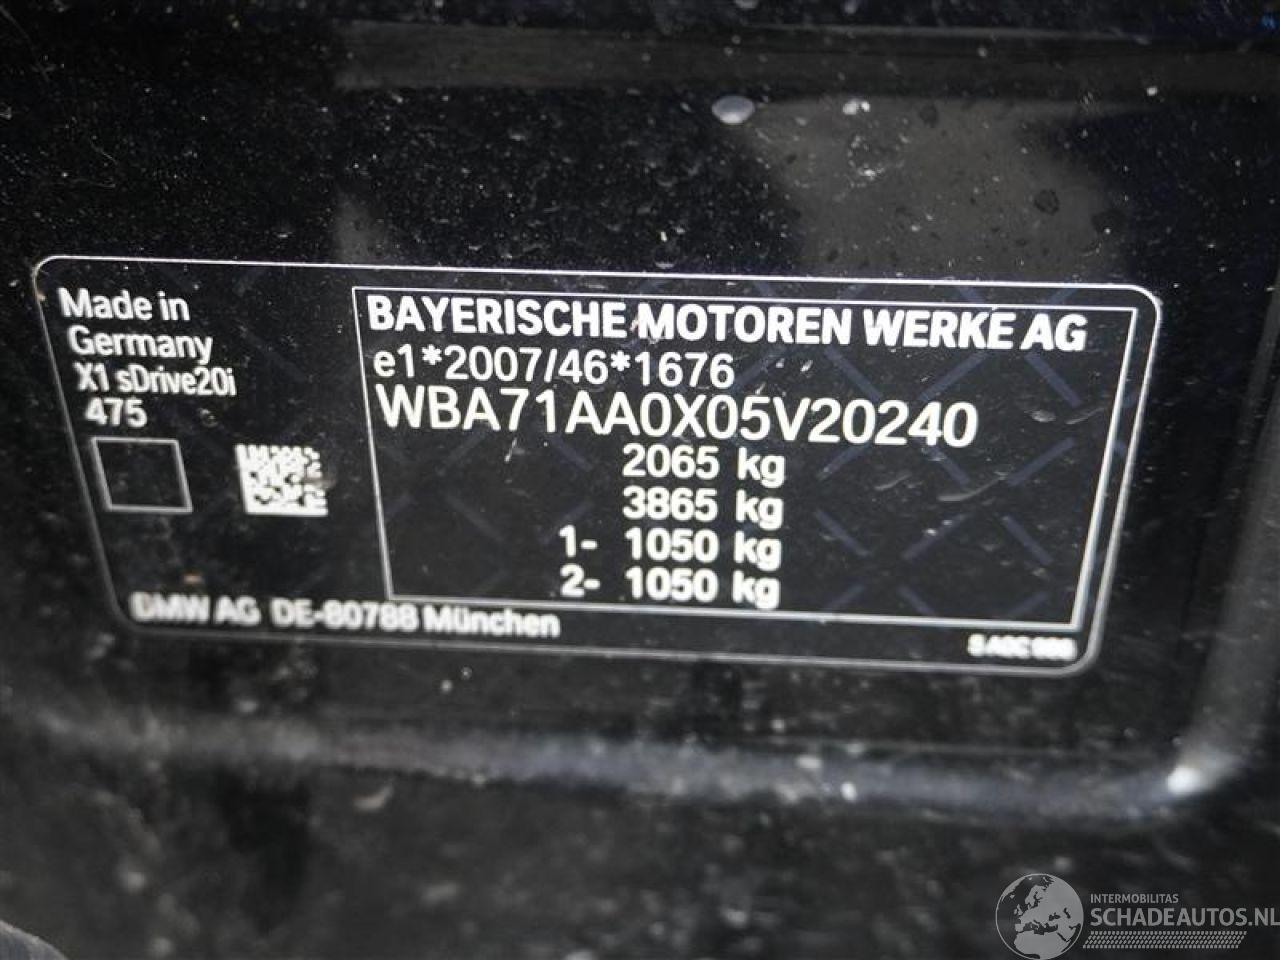 Made in
Germany
X1 sDrive20i
475
BAYERISCHE MOTOREN WERKE AG
e1*2007/46*1676
WBA71AA0X05V20240
2065 kg
3865 kg
1- 1050 kg
2- 1050 kg
BMW AG DE-80788 München
INTERMOBILITAS
SCHADEAUTOS.NL